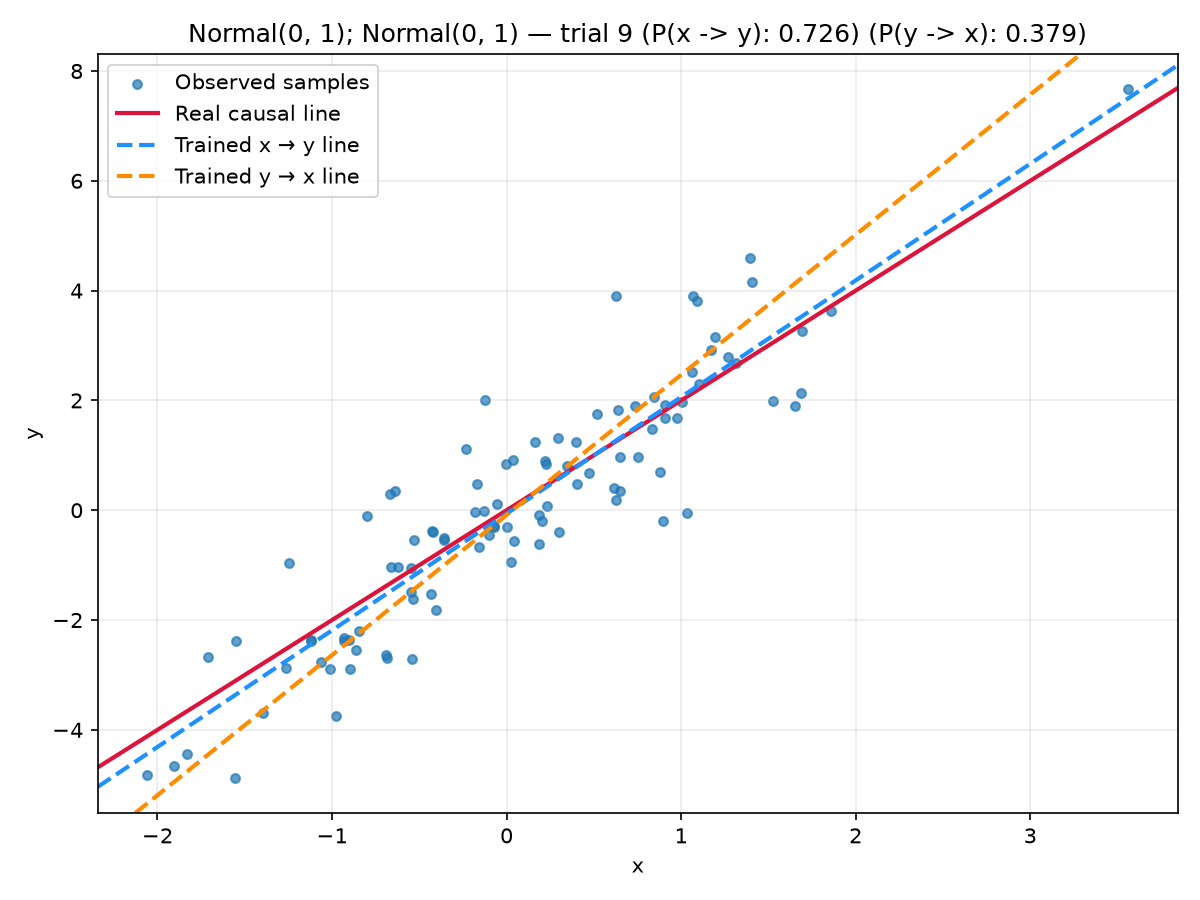 Normal(0, 1); Normal(0, 1) — trial 9 (P(x -> y): 0.726) (P(y -> x): 0.379)
Observed samples
Real causal line
Trained x → y line
Trained y → x line
8
6
4
2
0
−2
−4
y
−2
−1
0
1
2
3
x